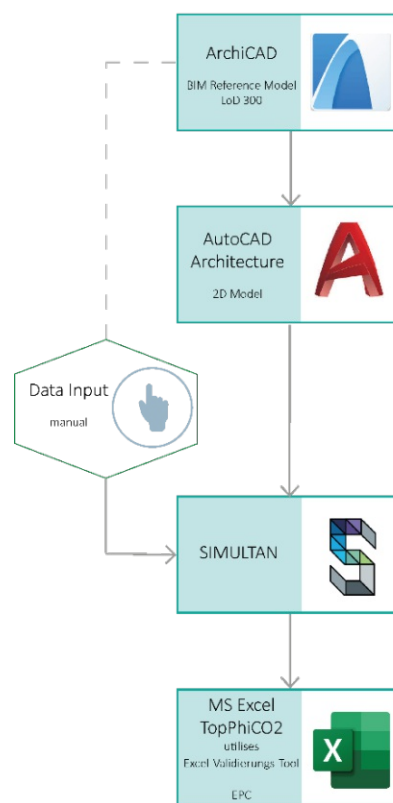 ArchiCAD
BIM Reference Model
LoD 300
AutoCAD
Architecture
2D Model
Data Input
manual
SIMULTAN
MS Excel
TopPhiCO2
utilises
Excel Validierungs Tool
EPC
X